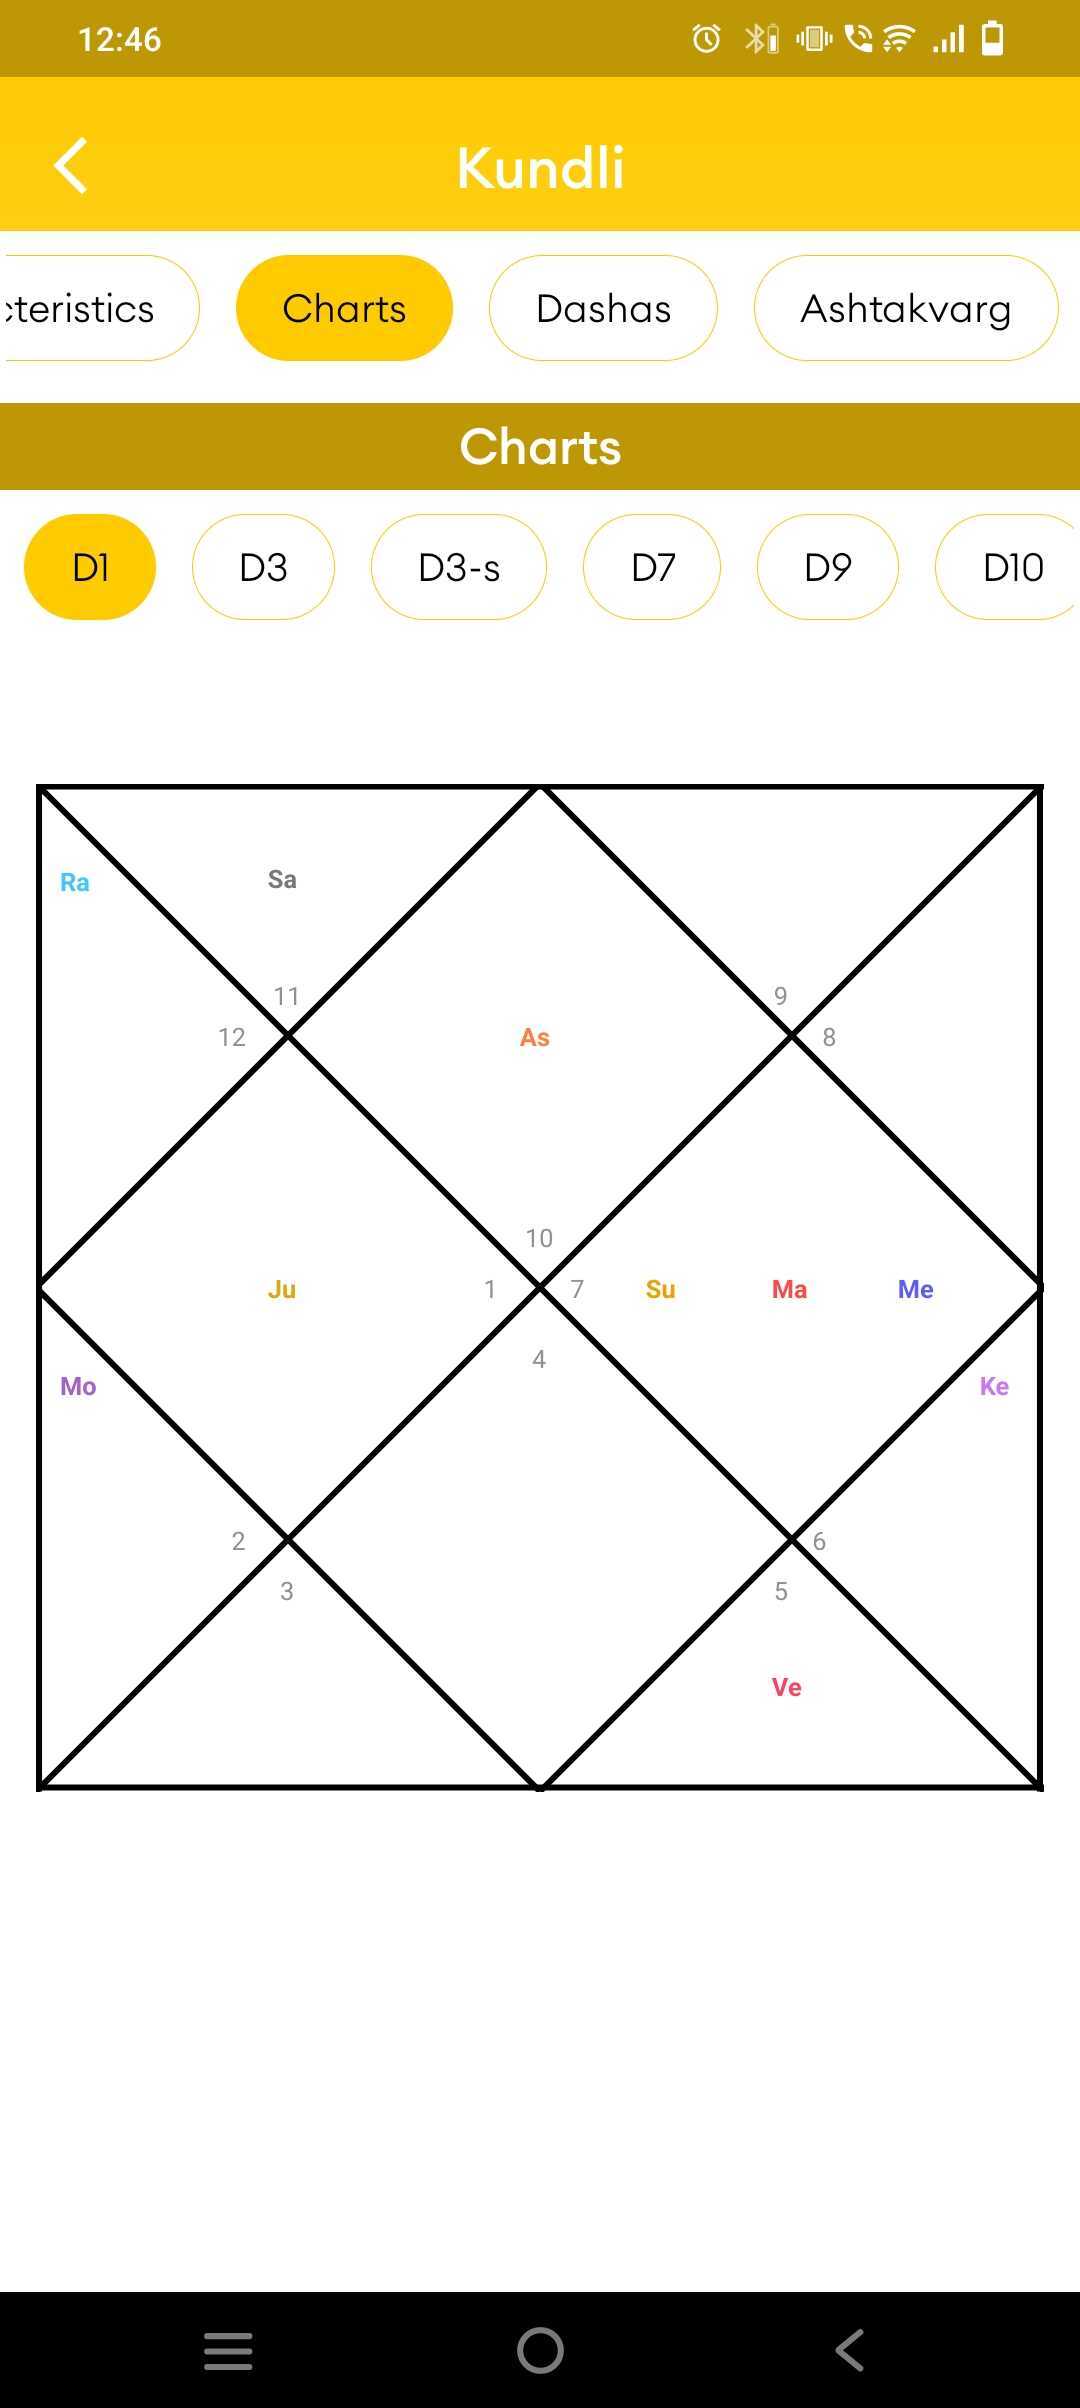 12:46
Kundli
cteristics Charts Dashas Ashtakvarg
Charts
D1 D3 D3-s D7 D9 D10
Ra Sa
11 9
12 As 8
10
Ju 1 7 Su Ma Me
4
Mo Ke
2 6
3 5
Ve